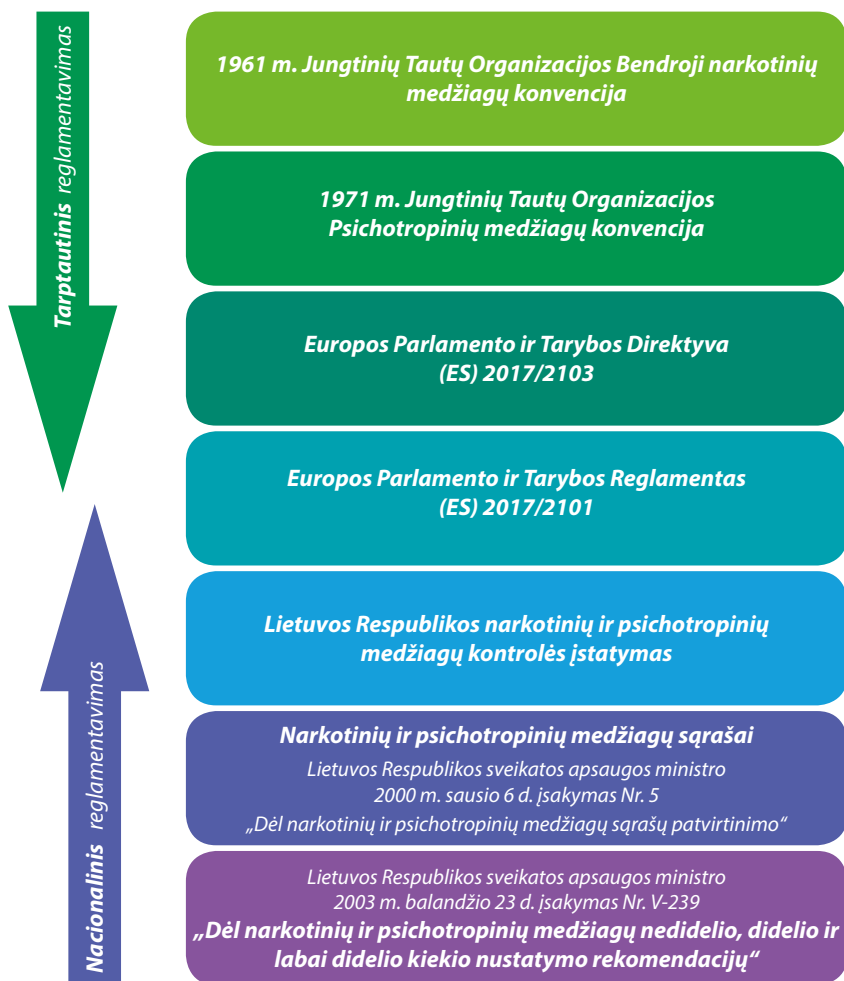 Tarptautinis reglamentavimas
1961 m. Jungtinių Tautų Organizacijos Bendroji narkotinių
medžiagų konvencija
1971 m. Jungtinių Tautų Organizacijos
Psichotropinių medžiagų konvencija
Europos Parlamento ir Tarybos Direktyva
(ES) 2017/2103
Europos Parlamento ir Tarybos Reglamentas
(ES) 2017/2101
Nacionalinis reglamentavimas
Lietuvos Respublikos narkotinių ir psichotropinių
medžiagų kontrolės įstatymas
Narkotinių ir psichotropinių medžiagų sąrašai
Lietuvos Respublikos sveikatos apsaugos ministro
2000 m. sausio 6 d. įsakymas Nr. 5
„Dėl narkotinių ir psichotropinių medžiagų sąrašų patvirtinimo“
Lietuvos Respublikos sveikatos apsaugos ministro
2003 m. balandžio 23 d. įsakymas Nr. V-239
„Dėl narkotinių ir psichotropinių medžiagų nedidelio, didelio ir
labai didelio kiekio nustatymo rekomendacijų“